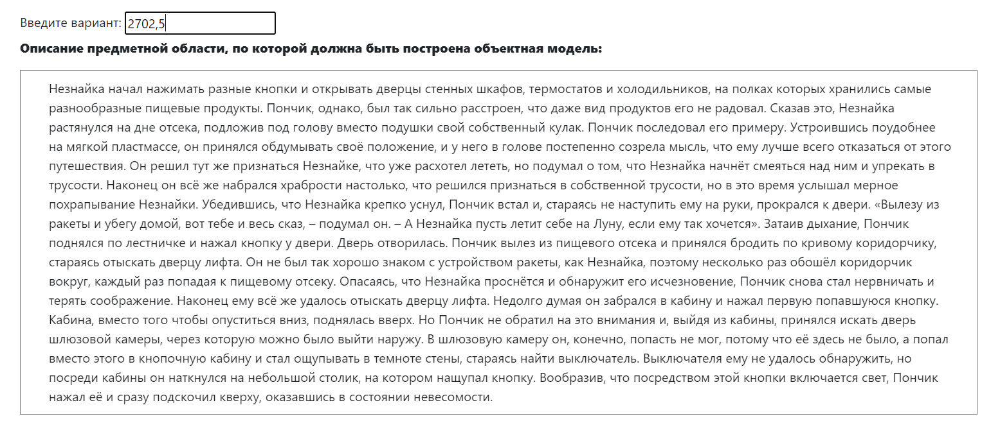 Введите вариант: 2702,5
Описание предметной области, по которой должна быть построена объектная модель:
Незнайка начал нажимать разные кнопки и открывать дверцы стенных шкафов, термостатов и холодильников, на полках которых хранились самые
разнообразные пищевые продукты. Пончик, однако, был так сильно расстроен, что даже вид продуктов его не радовал. Сказав это, Незнайка
растянулся на дне отсека, подложив под голову вместо подушки свой собственный кулак. Пончик последовал его примеру. Устроившись поудобнее
на мягкой пластмассе, он принялся обдумывать своё положение, и у него в голове постепенно созрела мысль, что ему лучше всего отказаться от этого
путешествия. Он решил тут же признаться Незнайке, что уже расхотел лететь, но подумал о том, что Незнайка начнёт смеяться над ним и упрекать в
трусости. Наконец он всё же набрался храбрости настолько, что решился признаться в собственной трусости, но в это время услышал мерное
похрапывание Незнайки. Убедившись, что Незнайка крепко уснул, Пончик встал и, стараясь не наступить ему на руки, прокрался к двери. «Вылезу из
ракеты и убегу домой, вот тебе и весь сказ, – подумал он. – А Незнайка пусть летит себе на Луну, если ему так хочется». Затаив дыхание, Пончик
поднялся по лестничке и нажал кнопку у двери. Дверь отворилась. Пончик вылез из пищевого отсека и принялся бродить по кривому коридорчику,
стараясь отыскать дверцу лифта. Он не был так хорошо знаком с устройством ракеты, как Незнайка, поэтому несколько раз обошёл коридорчик
вокруг, каждый раз попадая к пищевому отсеку. Опасаясь, что Незнайка проснётся и обнаружит его исчезновение, Пончик снова стал нервничать и
терять соображение. Наконец ему всё же удалось отыскать дверцу лифта. Недолго думая он забрался в кабину и нажал первую попавшуюся кнопку.
Кабина, вместо того чтобы опуститься вниз, поднялась вверх. Но Пончик не обратил на это внимания и, выйдя из кабины, принялся искать дверь
шлюзовой камеры, через которую можно было выйти наружу. В шлюзовую камеру он, конечно, попасть не мог, потому что её здесь не было, а попал
вместо этого в кнопочную кабину и стал ощупывать в темноте стены, стараясь найти выключатель. Выключателя ему не удалось обнаружить, но
посреди кабины он наткнулся на небольшой столик, на котором нащупал кнопку. Вообразив, что посредством этой кнопки включается свет, Пончик
нажал её и сразу подскочил кверху, оказавшись в состоянии невесомости.